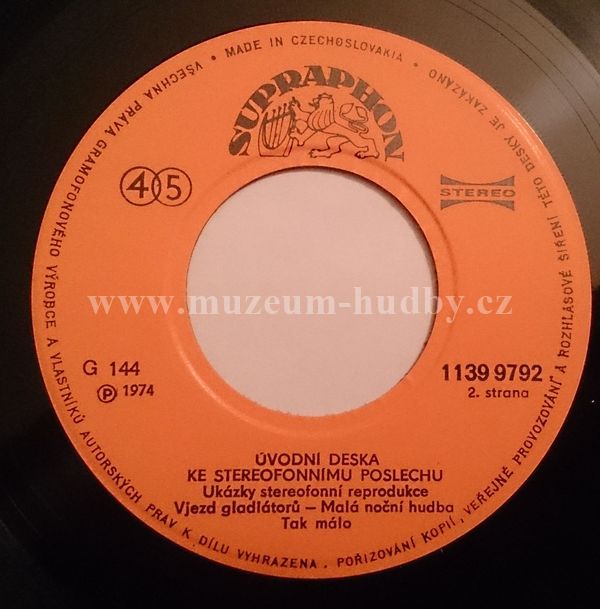 VŠECHNA PRÁVA GRAMOFONOVÉHO VÝROBCE A VLASTNÍKŮ AUTORSKÝCH PRÁV K DÍLU VYHRAZENA. POŘIZOVÁNÍ KOPIÍ, VEŘEJNÉ PROVOZOVÁNÍ A ROZHLASOVÉ ŠÍŘENÍ TÉTO DESKY JE ZAKÁZÁNO
• MADE IN CZECHOSLOVAKIA •
SUPRAPHON
45
STEREO
www.muzeum-hudby.cz
G 144
1139 9792
Ⓟ 1974
2. strana
ÚVODNÍ DESKA
KE STEREOFONNÍMU POSLECHU
Ukázky stereofonní reprodukce
Vjezd gladiátorů – Malá noční hudba
Tak málo